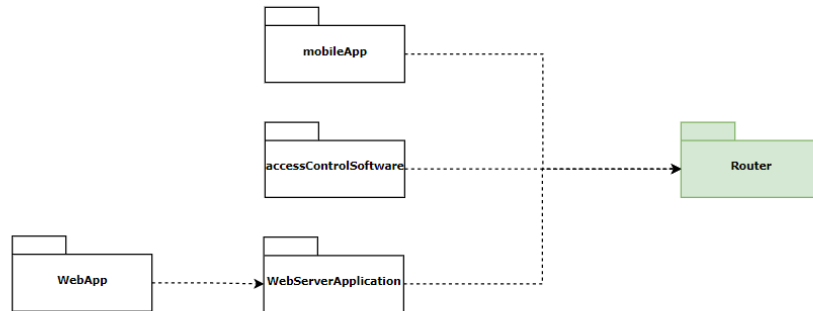 mobileApp
accessControlSoftware
Router
WebApp
WebServerApplication